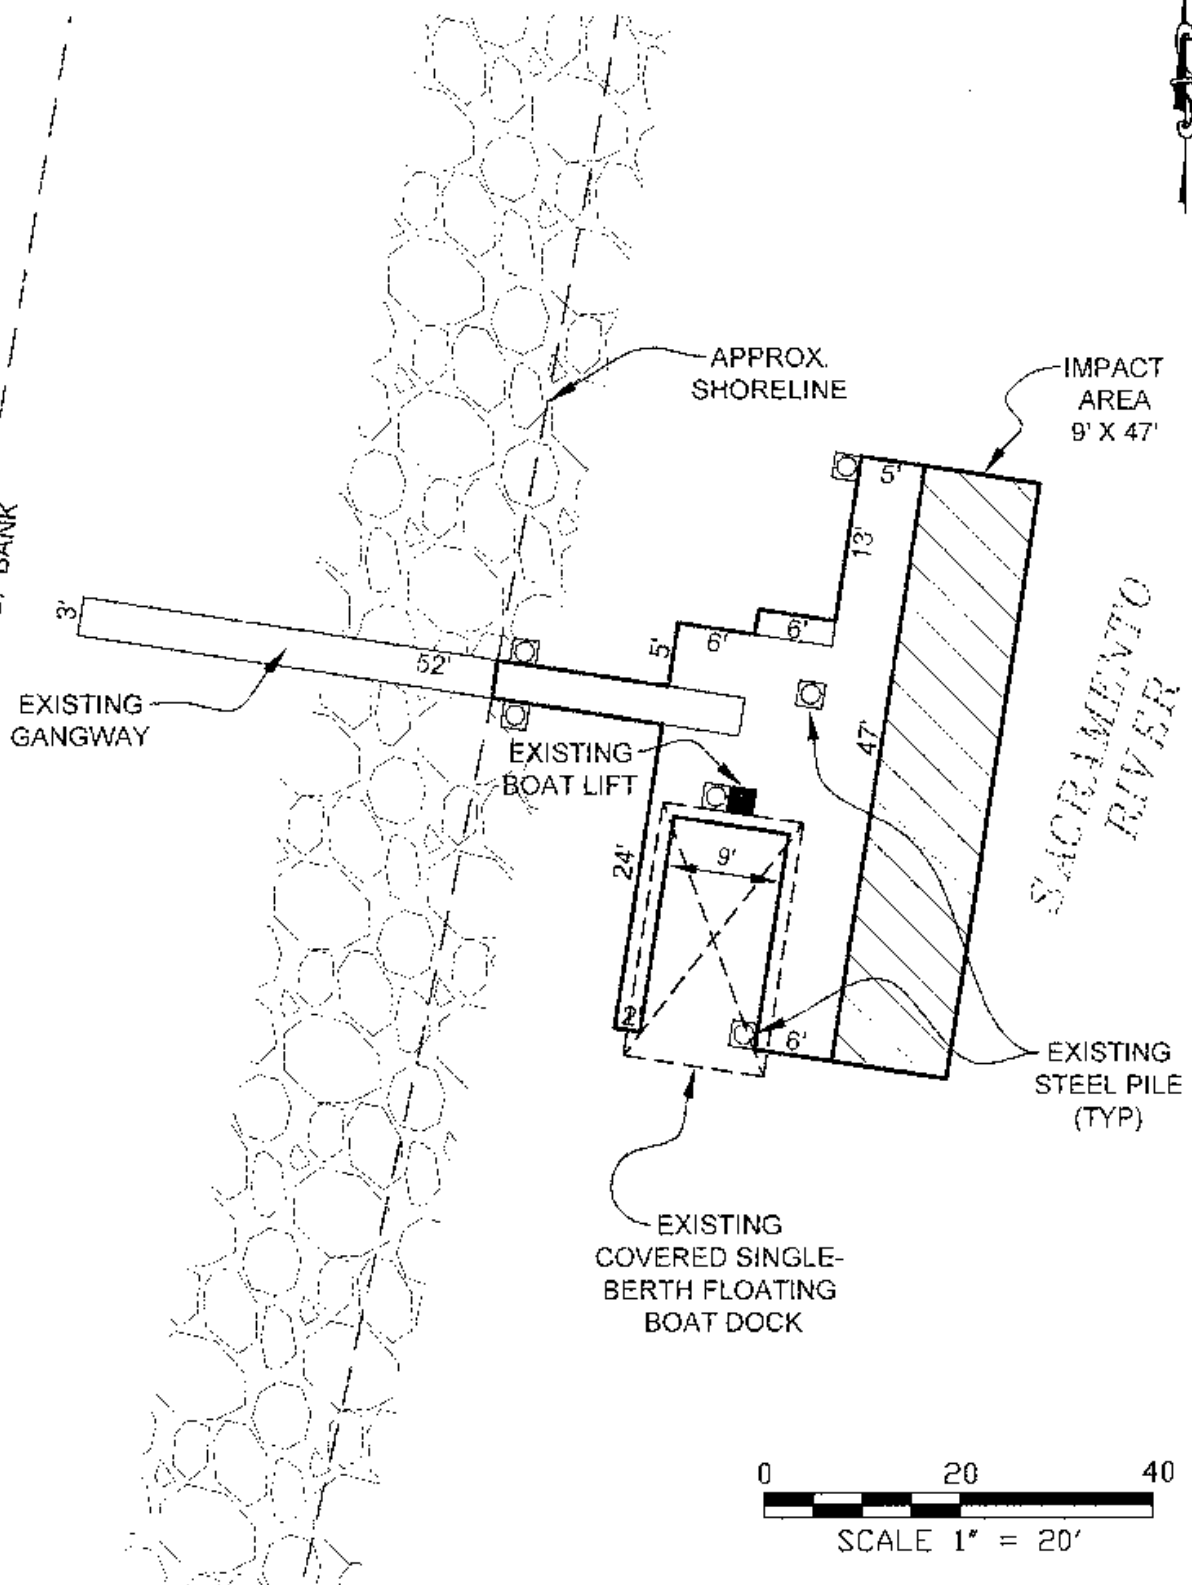 APPROX.
SHORELINE
IMPACT
AREA
9' X 47'
5'
13'
BANK
3'
52'
5'
6'
6'
EXISTING
GANGWAY
EXISTING
BOAT LIFT
47'
SACRAMENTO
RIVER
24'
9'
2'
6'
EXISTING
STEEL PILE
(TYP)
EXISTING
COVERED SINGLE-
BERTH FLOATING
BOAT DOCK
0 20 40
SCALE 1" = 20'